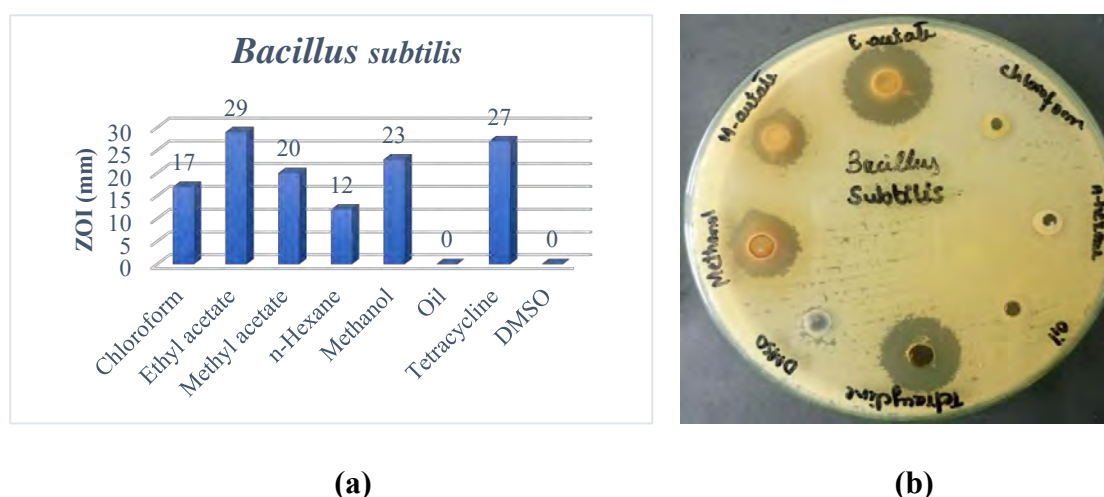 Bacillus subtilis
ZOI (mm)
30
25
20
15
10
5
0
17
29
20
12
23
0
27
0
Chloroform
Ethyl acetate
Methyl acetate
n-Hexane
Methanol
Oil
Tetracycline
DMSO
(a)
E-acetate
Chloroform
M-acetate
Bacillus
Subtilis
n-hexane
Methanol
Oil
DMSO
Tetracycline
(b)